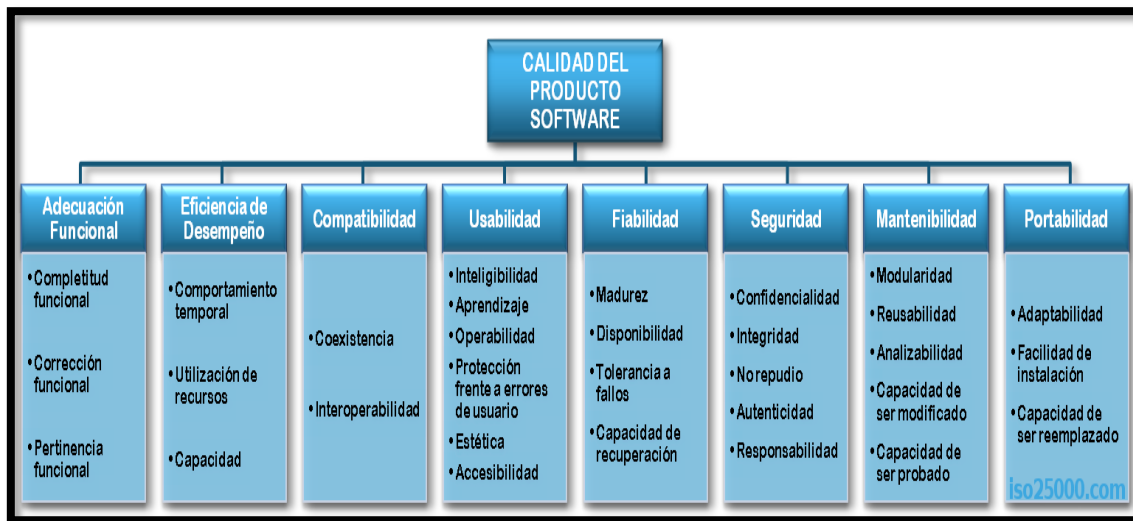 CALIDAD DEL
PRODUCTO
SOFTWARE
Adecuación
Funcional
• Completitud
funcional
• Corrección
funcional
• Pertinencia
funcional
Eficiencia de
Desempeño
• Comportamiento
temporal
• Utilización de
recursos
• Capacidad
Compatibilidad
• Coexistencia
• Interoperabilidad
Usabilidad
• Inteligibilidad
• Aprendizaje
• Operabilidad
• Protección
frente a errores
de usuario
• Estética
• Accesibilidad
Fiabilidad
• Madurez
• Disponibilidad
• Tolerancia a
fallos
• Capacidad de
recuperación
Seguridad
• Confidencialidad
• Integridad
• No repudio
• Autenticidad
• Responsabilidad
Mantenibilidad
• Modularidad
• Reusabilidad
• Analizabilidad
• Capacidad de
ser modificado
• Capacidad de
ser probado
Portabilidad
• Adaptabilidad
• Facilidad de
instalación
• Capacidad de
ser reemplazado
iso25000.com